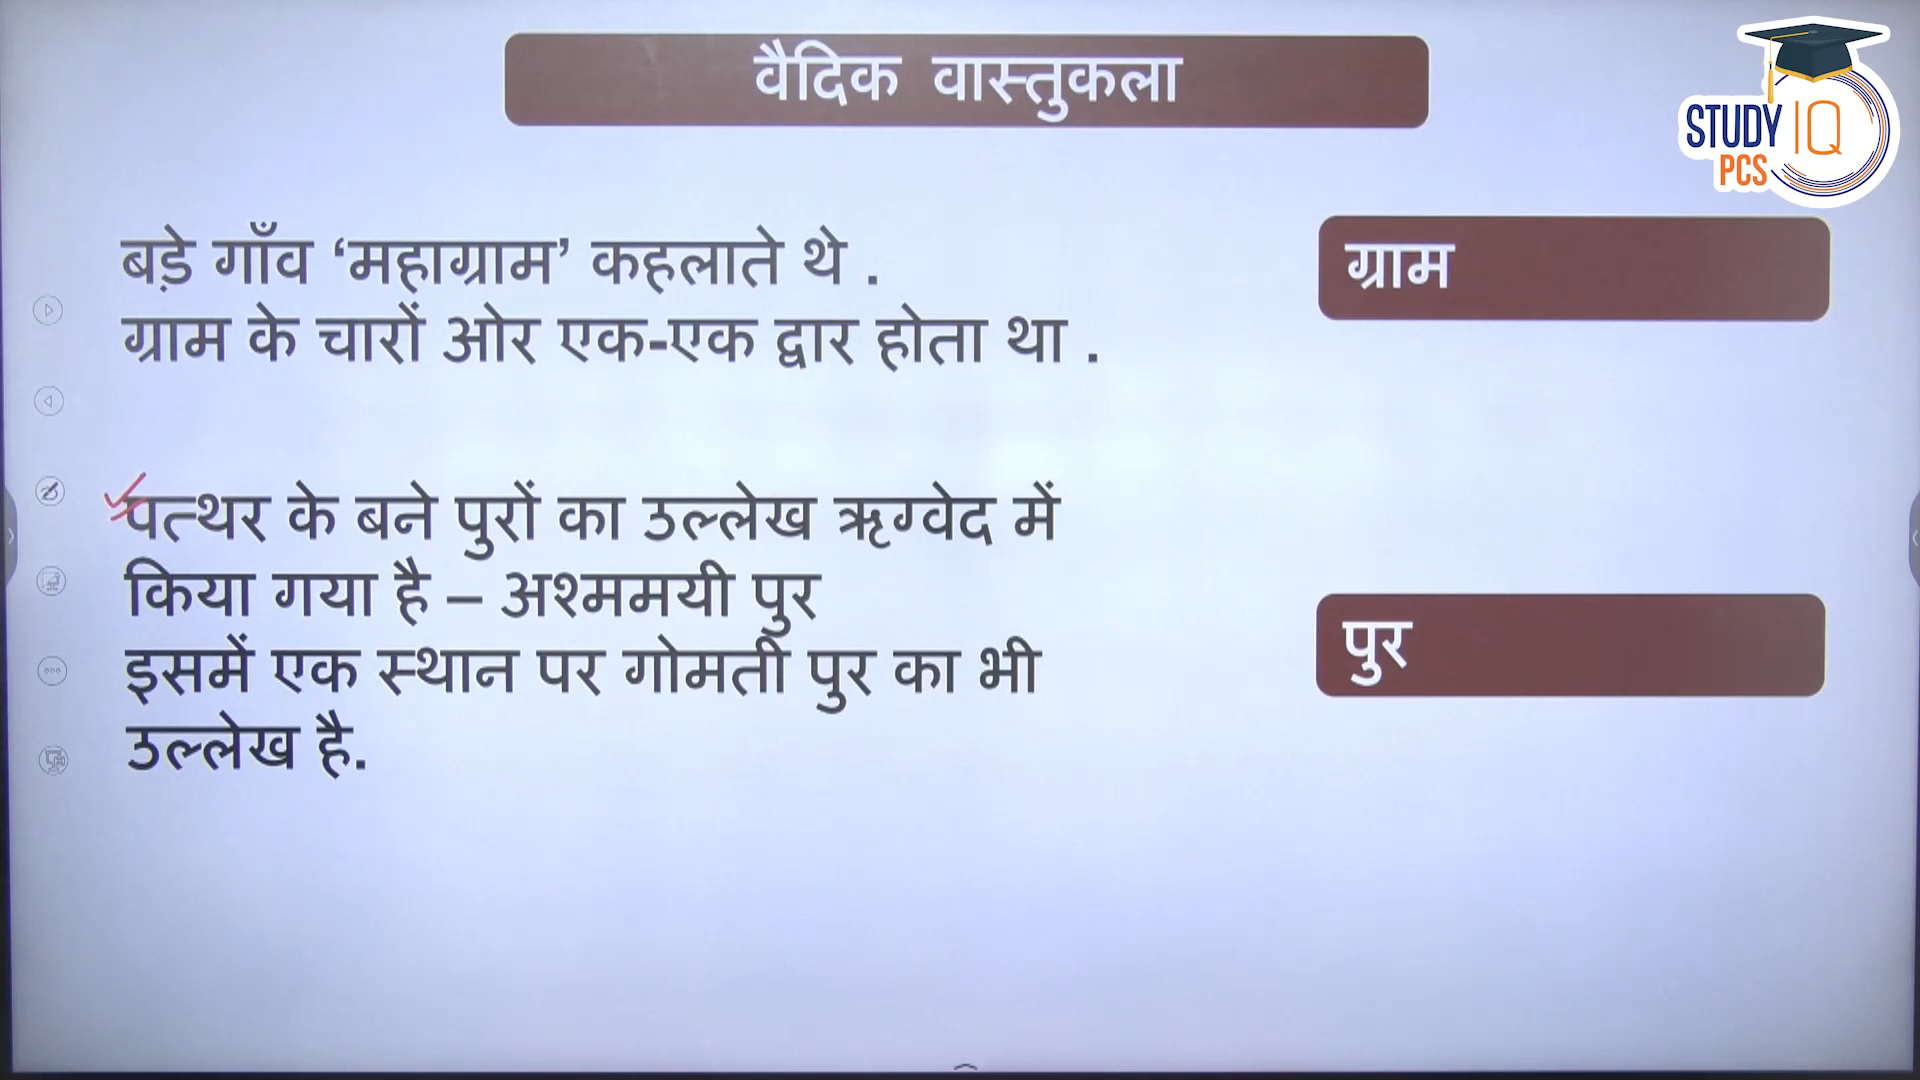 वैदिक वास्तुकला
STUDY IQ
PCS
बड़े गाँव ‘महाग्राम’ कहलाते थे .
ग्राम के चारों ओर एक-एक द्वार होता था .
ग्राम
पत्थर के बने पुरों का उल्लेख ऋग्वेद में
किया गया है – अश्ममयी पुर
इसमें एक स्थान पर गोमती पुर का भी
उल्लेख है.
पुर